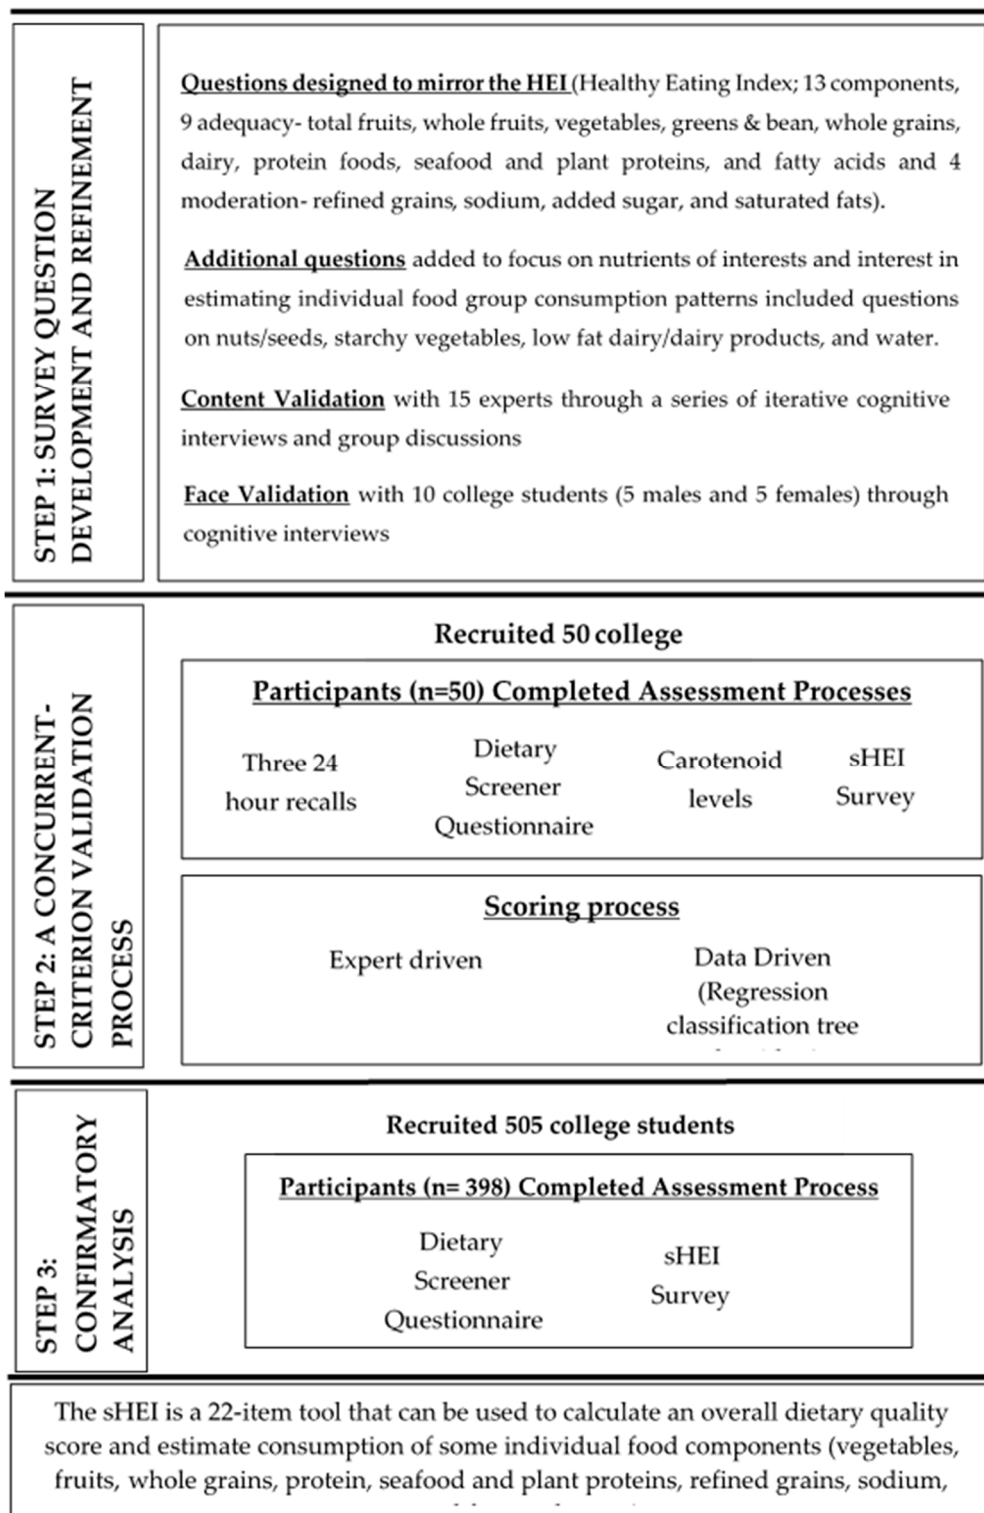 STEP 1: SURVEY QUESTION
DEVELOPMENT AND REFINEMENT
Questions designed to mirror the HEI (Healthy Eating Index; 13 components,
9 adequacy- total fruits, whole fruits, vegetables, greens & bean, whole grains,
dairy, protein foods, seafood and plant proteins, and fatty acids and 4
moderation- refined grains, sodium, added sugar, and saturated fats).
Additional questions added to focus on nutrients of interests and interest in
estimating individual food group consumption patterns included questions
on nuts/seeds, starchy vegetables, low fat dairy/dairy products, and water.
Content Validation with 15 experts through a series of iterative cognitive
interviews and group discussions
Face Validation with 10 college students (5 males and 5 females) through
cognitive interviews
STEP 2: A CONCURRENT-
CRITERION VALIDATION
PROCESS
Recruited 50 college
Participants (n=50) Completed Assessment Processes
Three 24
hour recalls
Dietary
Screener
Questionnaire
Carotenoid
levels
sHEI
Survey
Scoring process
Expert driven
Data Driven
(Regression
classification tree
STEP 3:
CONFIRMATORY
ANALYSIS
Recruited 505 college students
Participants (n= 398) Completed Assessment Process
Dietary
Screener
Questionnaire
sHEI
Survey
The sHEI is a 22-item tool that can be used to calculate an overall dietary quality
score and estimate consumption of some individual food components (vegetables,
fruits, whole grains, protein, seafood and plant proteins, refined grains, sodium,